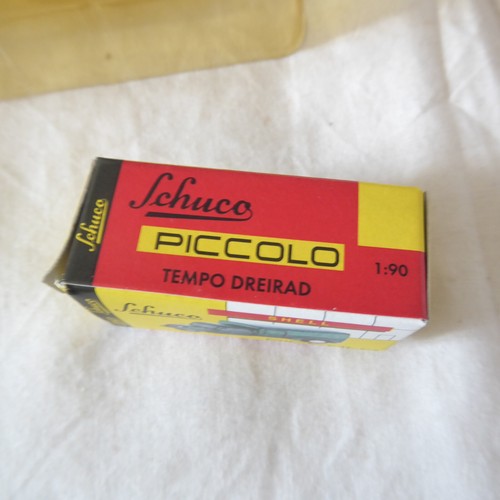 Schuco
Schuco
PICCOLO
TEMPO DREIRAD
1:90
Schuco
SHELL